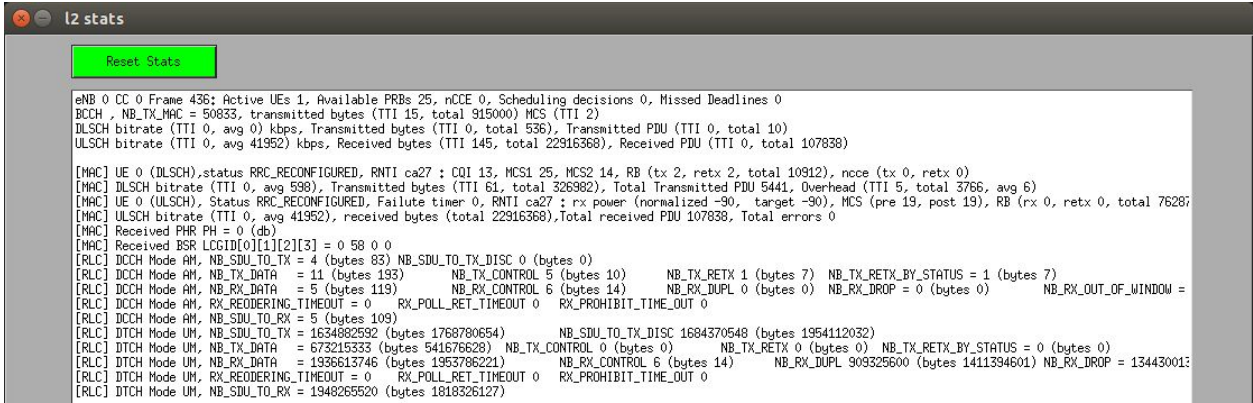 l2 stats
Reset Stats
eNB 0 CC 0 Frame 436: Active UEs 1, Available PRBs 25, nCCE 0, Scheduling decisions 0, Missed Deadlines 0
BCCH , NB_TX_MAC = 50833, transmitted bytes (TTI 15, total 915000) MCS (TTI 2)
DLSCH bitrate (TTI 0, avg 0) kbps, Transmitted bytes (TTI 0, total 536), Transmitted PDU (TTI 0, total 10)
ULSCH bitrate (TTI 0, avg 41952) kbps, Received bytes (TTI 145, total 22916368), Received PDU (TTI 0, total 107838)
[MAC] UE 0 (DLSCH),status RRC_RECONFIGURED, RNTI ca27 : CQI 13, MCS1 25, MCS2 14, RB (tx 2, retx 2, total 10912), ncce (tx 0, retx 0)
[MAC] DLSCH bitrate (TTI 0, avg 598), Transmitted bytes (TTI 61, total 326982), Total Transmitted PDU 5441, Overhead (TTI 5, total 3766, avg 6)
[MAC] UE 0 (ULSCH), Status RRC_RECONFIGURED, Failute timer 0, RNTI ca27 : rx power (normalized -90, target -90), MCS (pre 19, post 19), RB (rx 0, retx 0, total 76287
[MAC] ULSCH bitrate (TTI 0, avg 41952), received bytes (total 22916368),Total received PDU 107838, Total errors 0
[MAC] Received PHR PH = 0 (db)
[MAC] Received BSR LCGID[0][1][2][3] = 0 58 0 0
[RLC] DCCH Mode AM, NB_SDU_TO_TX = 4 (bytes 83) NB_SDU_TO_TX_DISC 0 (bytes 0)
[RLC] DCCH Mode AM, NB_TX_DATA = 11 (bytes 193) NB_TX_CONTROL 5 (bytes 10) NB_TX_RETX 1 (bytes 7) NB_TX_RETX_BY_STATUS = 1 (bytes 7)
[RLC] DCCH Mode AM, NB_RX_DATA = 5 (bytes 119) NB_RX_CONTROL 6 (bytes 14) NB_RX_DUPL 0 (bytes 0) NB_RX_DROP = 0 (bytes 0) NB_RX_OUT_OF_WINDOW =
[RLC] DCCH Mode AM, RX_REODERING_TIMEOUT = 0 RX_POLL_RET_TIMEOUT 0 RX_PROHIBIT_TIME_OUT 0
[RLC] DCCH Mode AM, NB_SDU_TO_RX = 5 (bytes 109)
[RLC] DTCH Mode UM, NB_SDU_TO_TX = 1634882592 (bytes 1768780654) NB_SDU_TO_TX_DISC 1684370548 (bytes 1954112032)
[RLC] DTCH Mode UM, NB_TX_DATA = 673215333 (bytes 541676628) NB_TX_CONTROL 0 (bytes 0) NB_TX_RETX 0 (bytes 0) NB_TX_RETX_BY_STATUS = 0 (bytes 0)
[RLC] DTCH Mode UM, NB_RX_DATA = 1936613746 (bytes 1953786221) NB_RX_CONTROL 6 (bytes 14) NB_RX_DUPL 909325600 (bytes 1411394601) NB_RX_DROP = 134430013
[RLC] DTCH Mode UM, RX_REODERING_TIMEOUT = 0 RX_POLL_RET_TIMEOUT 0 RX_PROHIBIT_TIME_OUT 0
[RLC] DTCH Mode UM, NB_SDU_TO_RX = 1948265520 (bytes 1818326127)